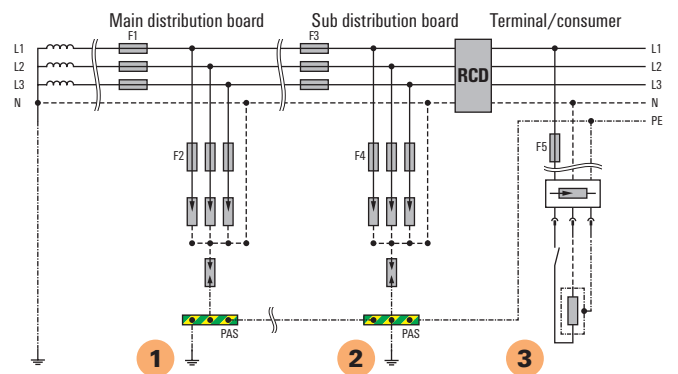 Main distribution board Sub distribution board Terminal/consumer
F1 F3
L1 L1
L2 L2
L3 RCD L3
N N
PE
F2 F4 F5
PAS PAS
1 2 3